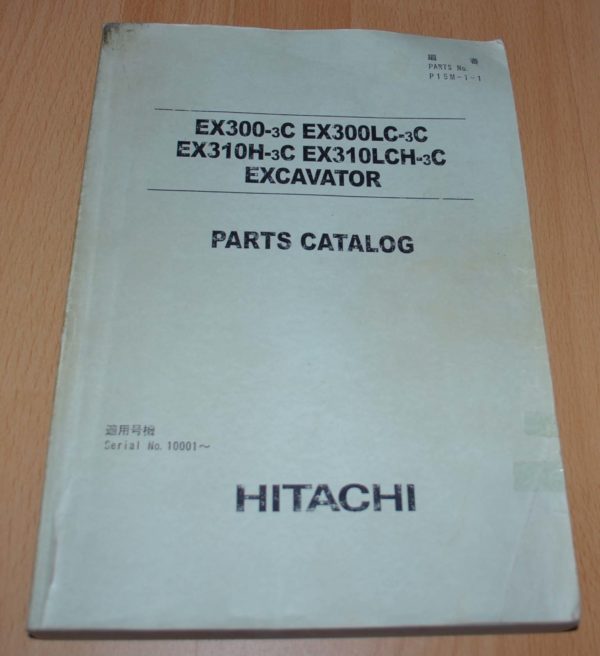 編 番
PARTS No.
P15M-1-1
EX300-3C EX300LC-3C
EX310H-3C EX310LCH-3C
EXCAVATOR
PARTS CATALOG
適用号機
Serial No. 10001～
HITACHI